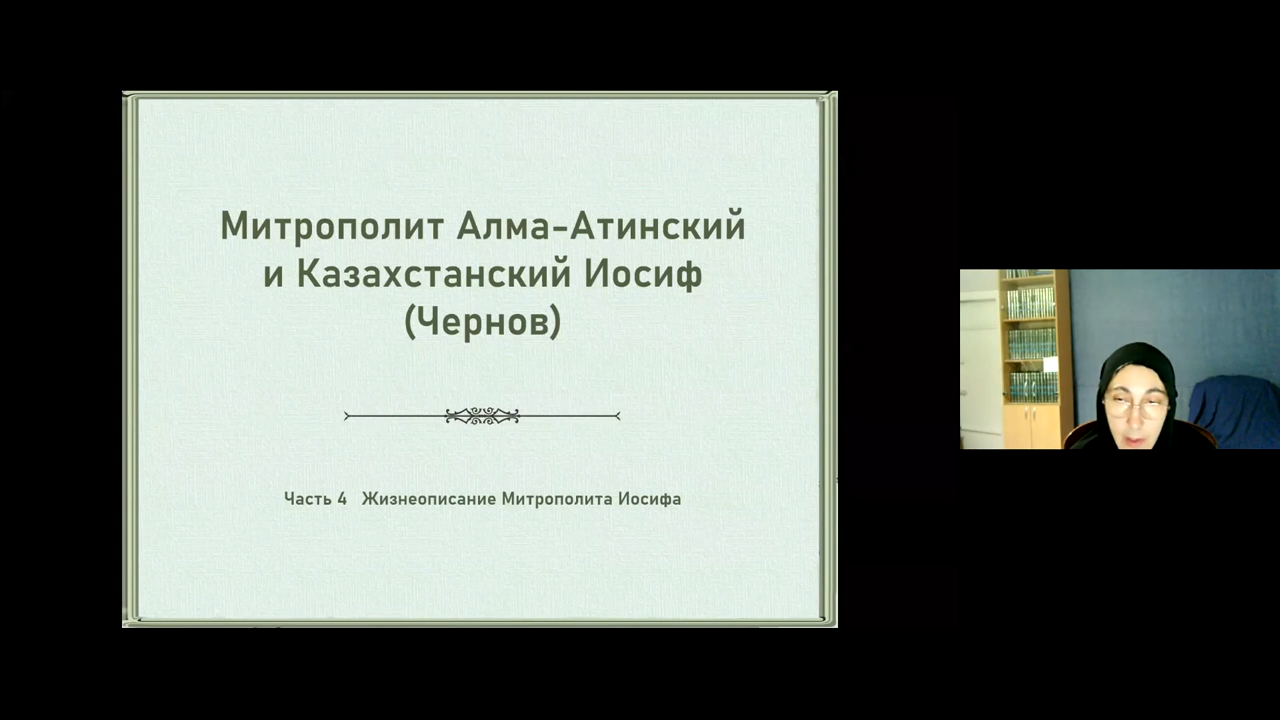 Митрополит Алма-Атинский
и Казахстанский Иосиф
(Чернов)
Часть 4 Жизнеописание Митрополита Иосифа